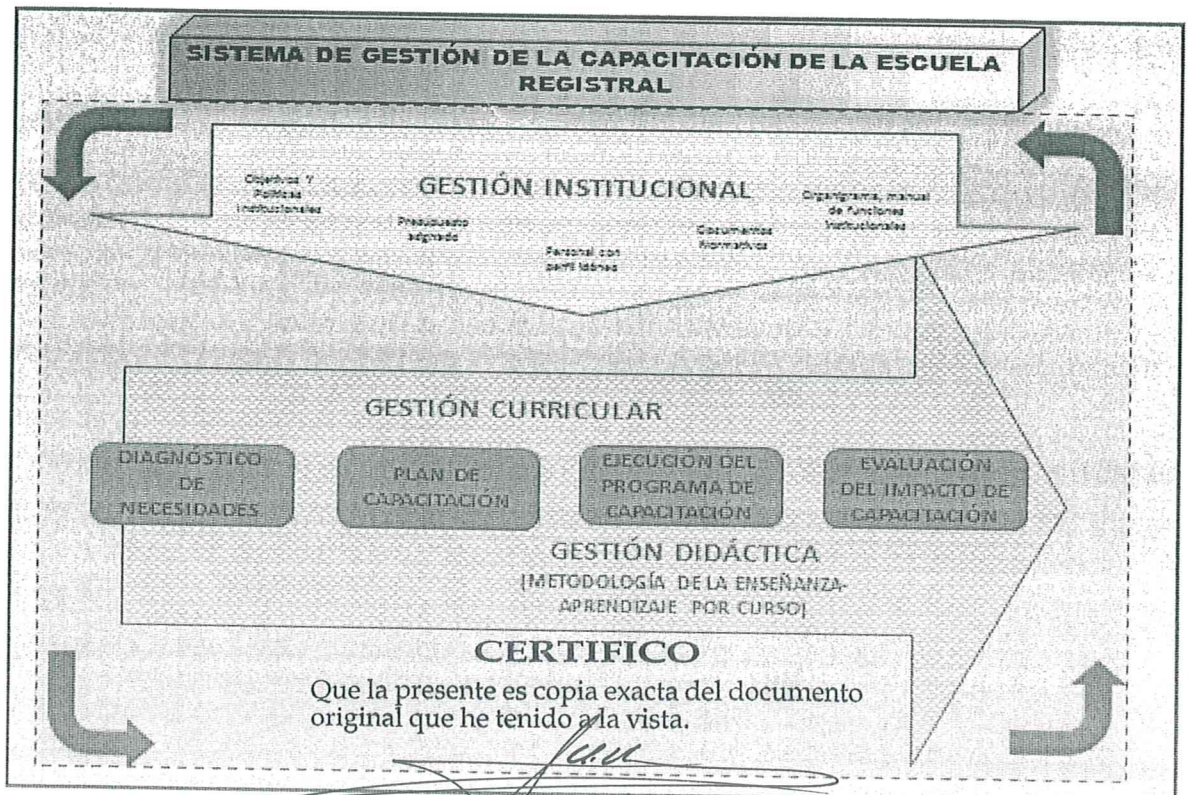 SISTEMA DE GESTIÓN DE LA CAPACITACIÓN DE LA ESCUELA
REGISTRAL
GESTIÓN INSTITUCIONAL
Objetivos Y
Políticas
Institucionales
Presupuesto
asignado
Personal con
perfil idóneo
Documentos
Normativos
Organigrama, manual
de funciones
Institucionales
GESTIÓN CURRICULAR
DIAGNÓSTICO
DE
NECESIDADES
PLAN DE
CAPACITACIÓN
EJECUCIÓN DEL
PROGRAMA DE
CAPACITACIÓN
EVALUACIÓN
DEL IMPACTO DE
CAPACITACIÓN
GESTIÓN DIDÁCTICA
(METODOLOGÍA DE LA ENSEÑANZA-
APRENDIZAJE POR CURSO)
CERTIFICO
Que la presente es copia exacta del documento
original que he tenido a la vista.